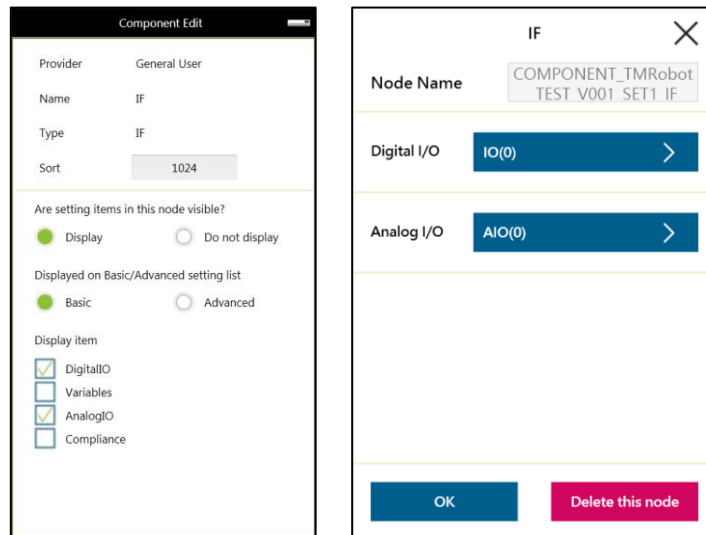 Component Edit
Provider General User
Name IF
Type IF
Sort 1024
Are setting items in this node visible?
Display Do not display
Displayed on Basic/Advanced setting list
Basic Advanced
Display item
DigitalIO
Variables
AnalogIO
Compliance
IF
Node Name COMPONENT_TMRobot
TEST_V001_SET1_IF
Digital I/O IO(0)
Analog I/O AIO(0)
OK Delete this node